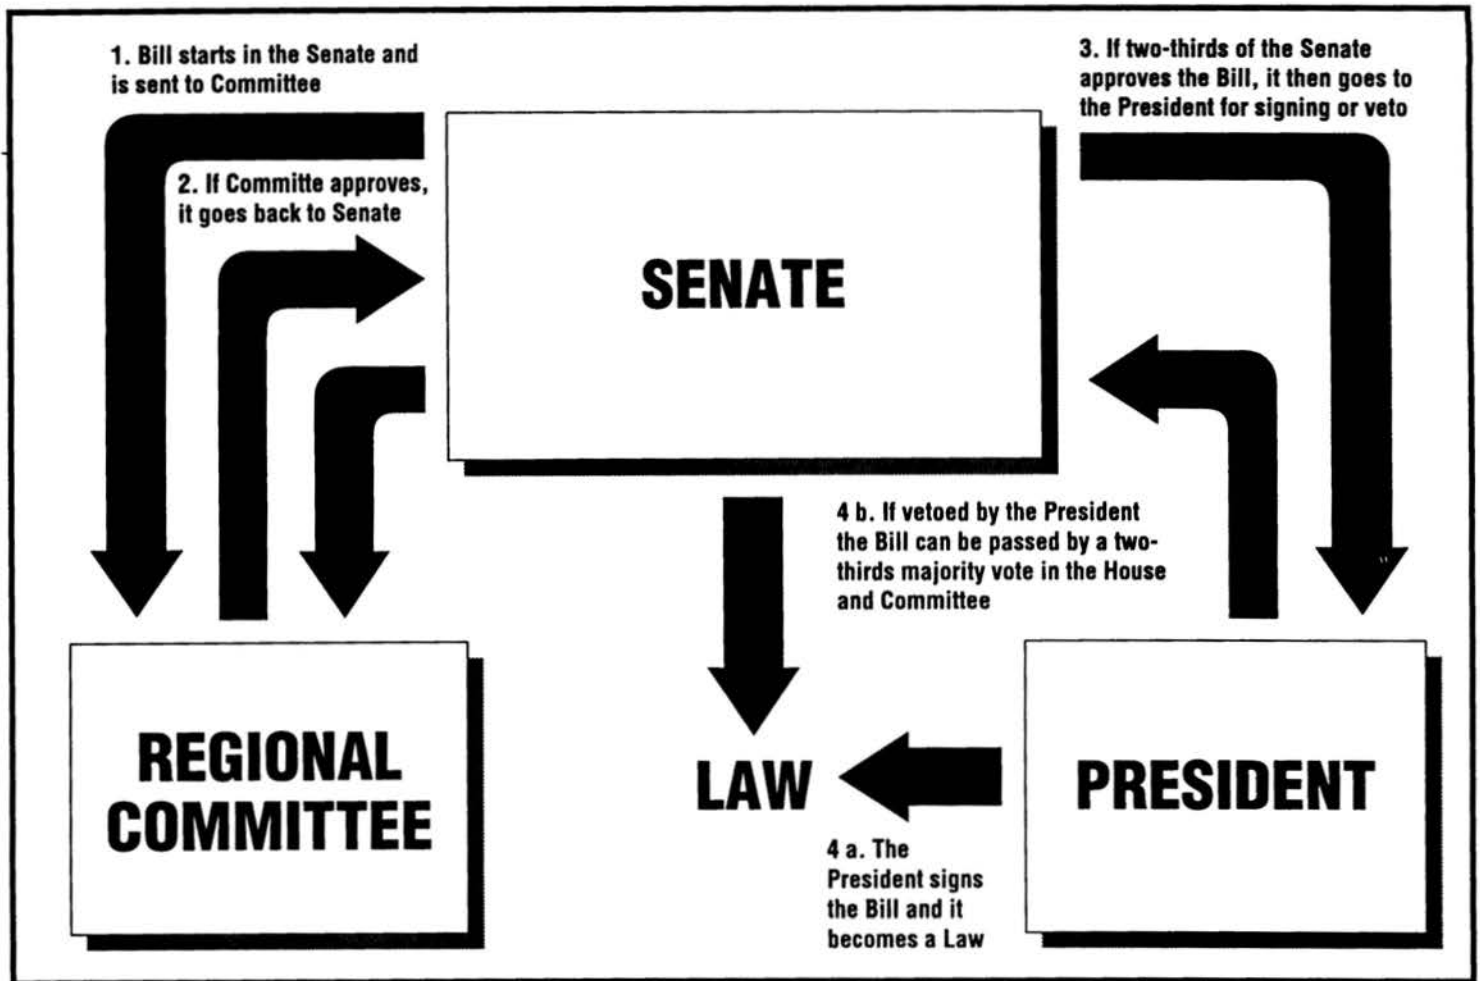 1. Bill starts in the Senate and
is sent to Committee
3. If two-thirds of the Senate
approves the Bill, it then goes to
the President for signing or veto
2. If Committe approves,
it goes back to Senate
SENATE
4 b. If vetoed by the President
the Bill can be passed by a two-
thirds majority vote in the House
and Committee
REGIONAL
COMMITTEE
LAW
PRESIDENT
4 a. The
President signs
the Bill and it
becomes a Law